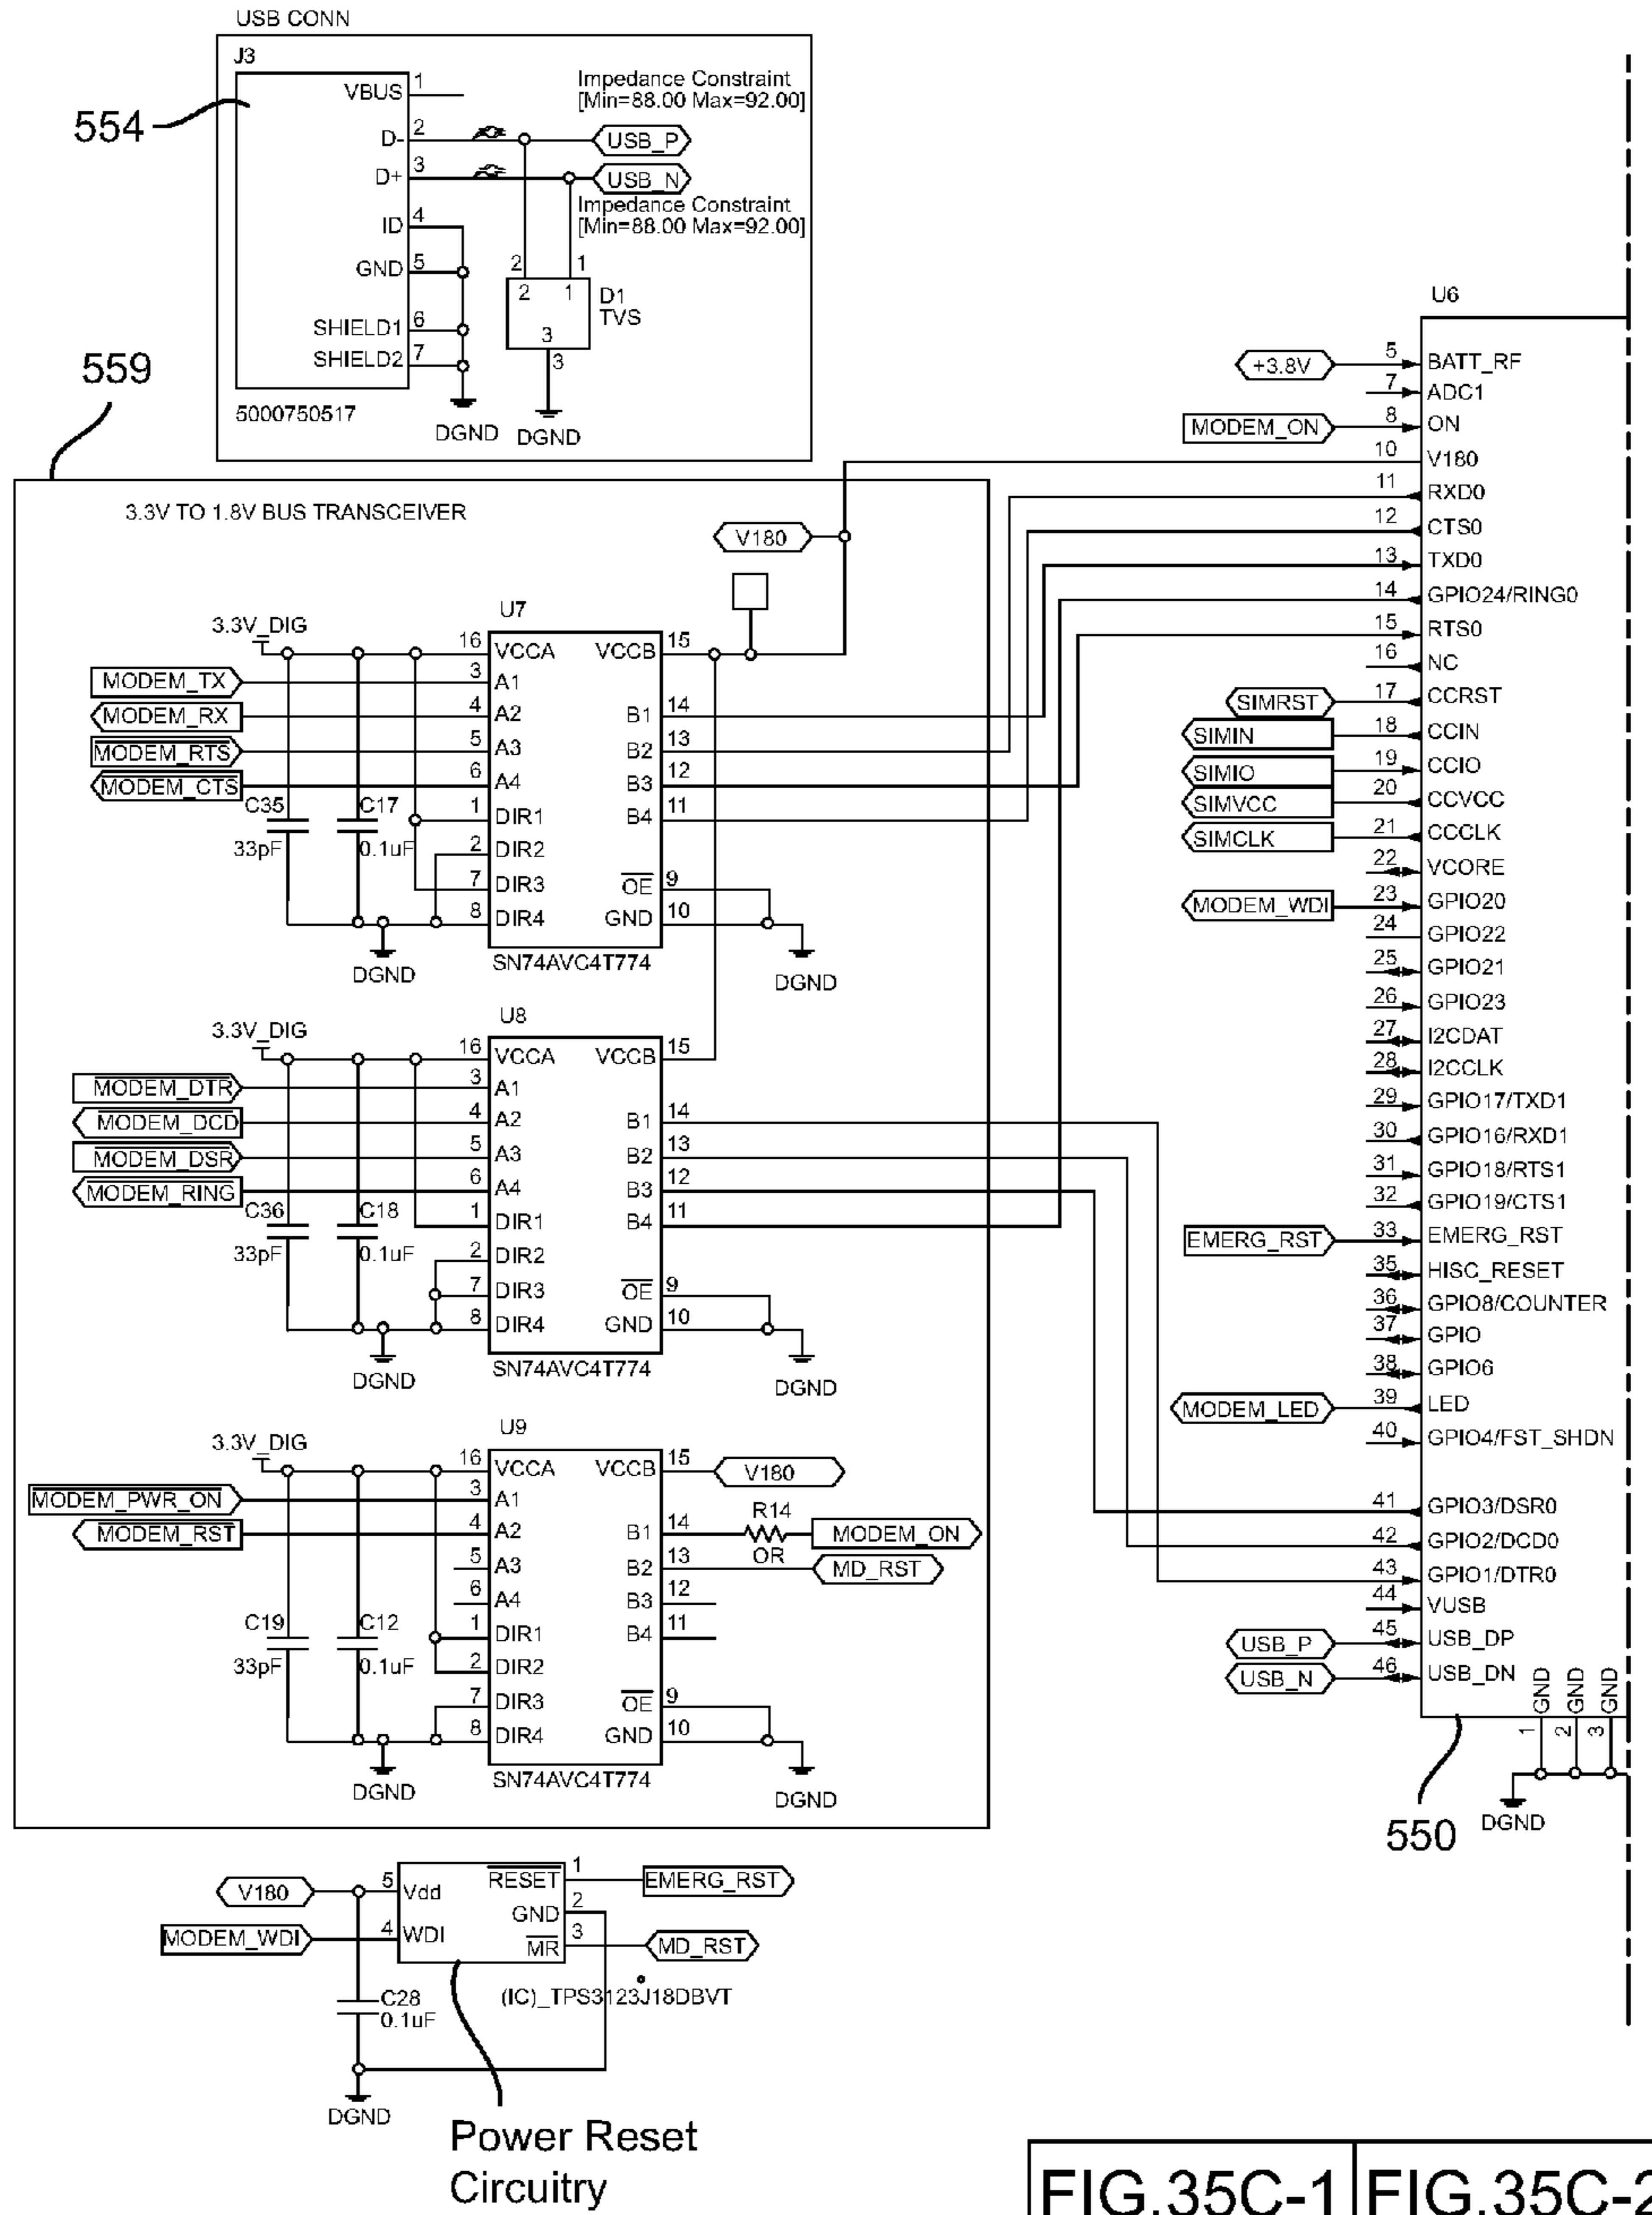 USB CONN
J3
554
VBUS 1
D- 2
D+ 3
ID 4
GND 5
SHIELD1 6
SHIELD2 7
5000750517
Impedance Constraint
[Min=88.00 Max=92.00]
USB_P
USB_N
Impedance Constraint
[Min=88.00 Max=92.00]
2 1
2 1
3
3
D1
TVS
DGND DGND
559
3.3V TO 1.8V BUS TRANSCEIVER
V180
U7
3.3V_DIG
16 VCCA VCCB 15
MODEM_TX 3 A1
MODEM_RX 4 A2 B1 14
MODEM_RTS 5 A3 B2 13
MODEM_CTS 6 A4 B3 12
C35 C17 1 DIR1 B4 11
33pF 0.1uF 2 DIR2
7 DIR3 OE 9
8 DIR4 GND 10
DGND SN74AVC4T774 DGND
U8
3.3V_DIG
16 VCCA VCCB 15
MODEM_DTR 3 A1
MODEM_DCD 4 A2 B1 14
MODEM_DSR 5 A3 B2 13
MODEM_RING 6 A4 B3 12
C36 C18 1 DIR1 B4 11
33pF 0.1uF 2 DIR2
7 DIR3 OE 9
8 DIR4 GND 10
DGND SN74AVC4T774 DGND
U9
3.3V_DIG
16 VCCA VCCB 15 V180
MODEM_PWR_ON 3 A1
MODEM_RST 4 A2 B1 14 R14 MODEM_ON
OR
5 A3 B2 13 MD_RST
6 A4 B3 12
C19 C12 1 DIR1 B4 11
33pF 0.1uF 2 DIR2
7 DIR3 OE 9
8 DIR4 GND 10
DGND SN74AVC4T774 DGND
V180 5 Vdd RESET 1 EMERG_RST
GND 2
MODEM_WDI 4 WDI MR 3 MD_RST
(IC)_TPS3123J18DBVT
C28
0.1uF
DGND
Power Reset
Circuitry
U6
+3.8V 5 BATT_RF
7 ADC1
MODEM_ON 8 ON
10 V180
11 RXD0
12 CTS0
13 TXD0
14 GPIO24/RING0
15 RTS0
16 NC
SIMRST 17 CCRST
SIMIN 18 CCIN
SIMIO 19 CCIO
SIMVCC 20 CCVCC
SIMCLK 21 CCCLK
22 VCORE
MODEM_WDI 23 GPIO20
24 GPIO22
25 GPIO21
26 GPIO23
27 I2CDAT
28 I2CCLK
29 GPIO17/TXD1
30 GPIO16/RXD1
31 GPIO18/RTS1
32 GPIO19/CTS1
EMERG_RST 33 EMERG_RST
35 HISC_RESET
36 GPIO8/COUNTER
37 GPIO
38 GPIO6
MODEM_LED 39 LED
40 GPIO4/FST_SHDN
41 GPIO3/DSR0
42 GPIO2/DCD0
43 GPIO1/DTR0
44 VUSB
USB_P 45 USB_DP
USB_N 46 USB_DN
GND GND GND
1 2 3
DGND
550
FIG.35C-1 FIG.35C-2